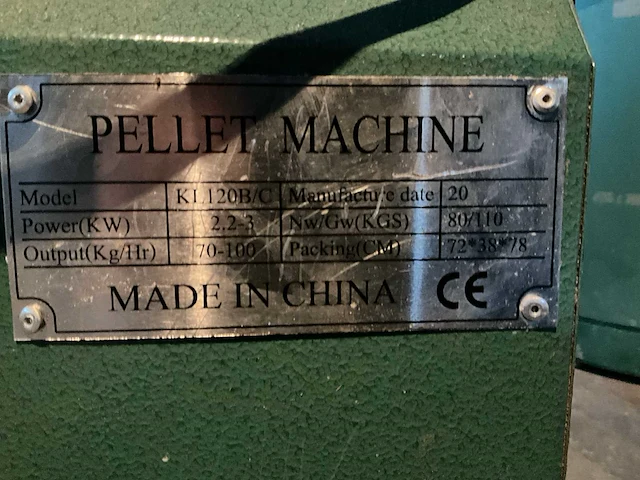 PELLET MACHINE
Model KL120B/C Manufacture date 20
Power(KW) 2.2-3 Nw/Gw(KGS) 80/110
Output(Kg/Hr) 70-100 Packing(CM) 72*38*78
MADE IN CHINA CE